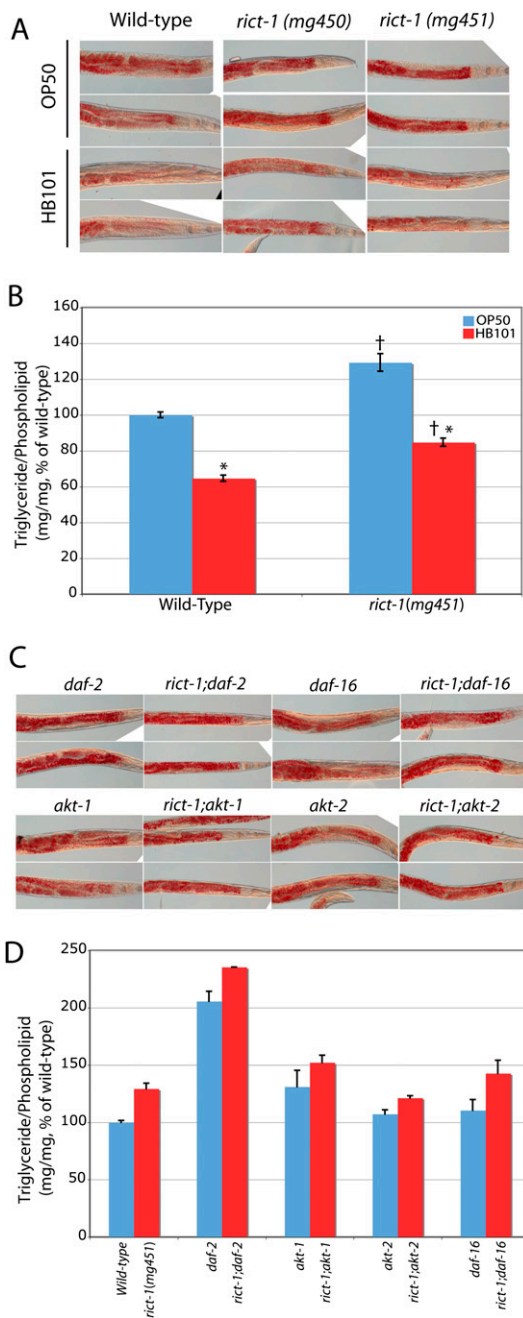 A
Wild-type
rict-1 (mg450)
rict-1 (mg451)
OP50
HB101
B
Triglyceride/Phospholipid
(mg/mg, % of wild-type)
160
140
120
100
80
60
40
20
0
OP50
HB101
*
†
† *
Wild-Type
rict-1(mg451)
C
daf-2
rict-1;daf-2
daf-16
rict-1;daf-16
akt-1
rict-1;akt-1
akt-2
rict-1;akt-2
D
Triglyceride/Phospholipid
(mg/mg, % of wild-type)
250
200
150
100
50
0
Wild-type
rict-1(mg451)
daf-2
rict-1;daf-2
akt-1
rict-1;akt-1
akt-2
rict-1;akt-2
daf-16
rict-1;daf-16